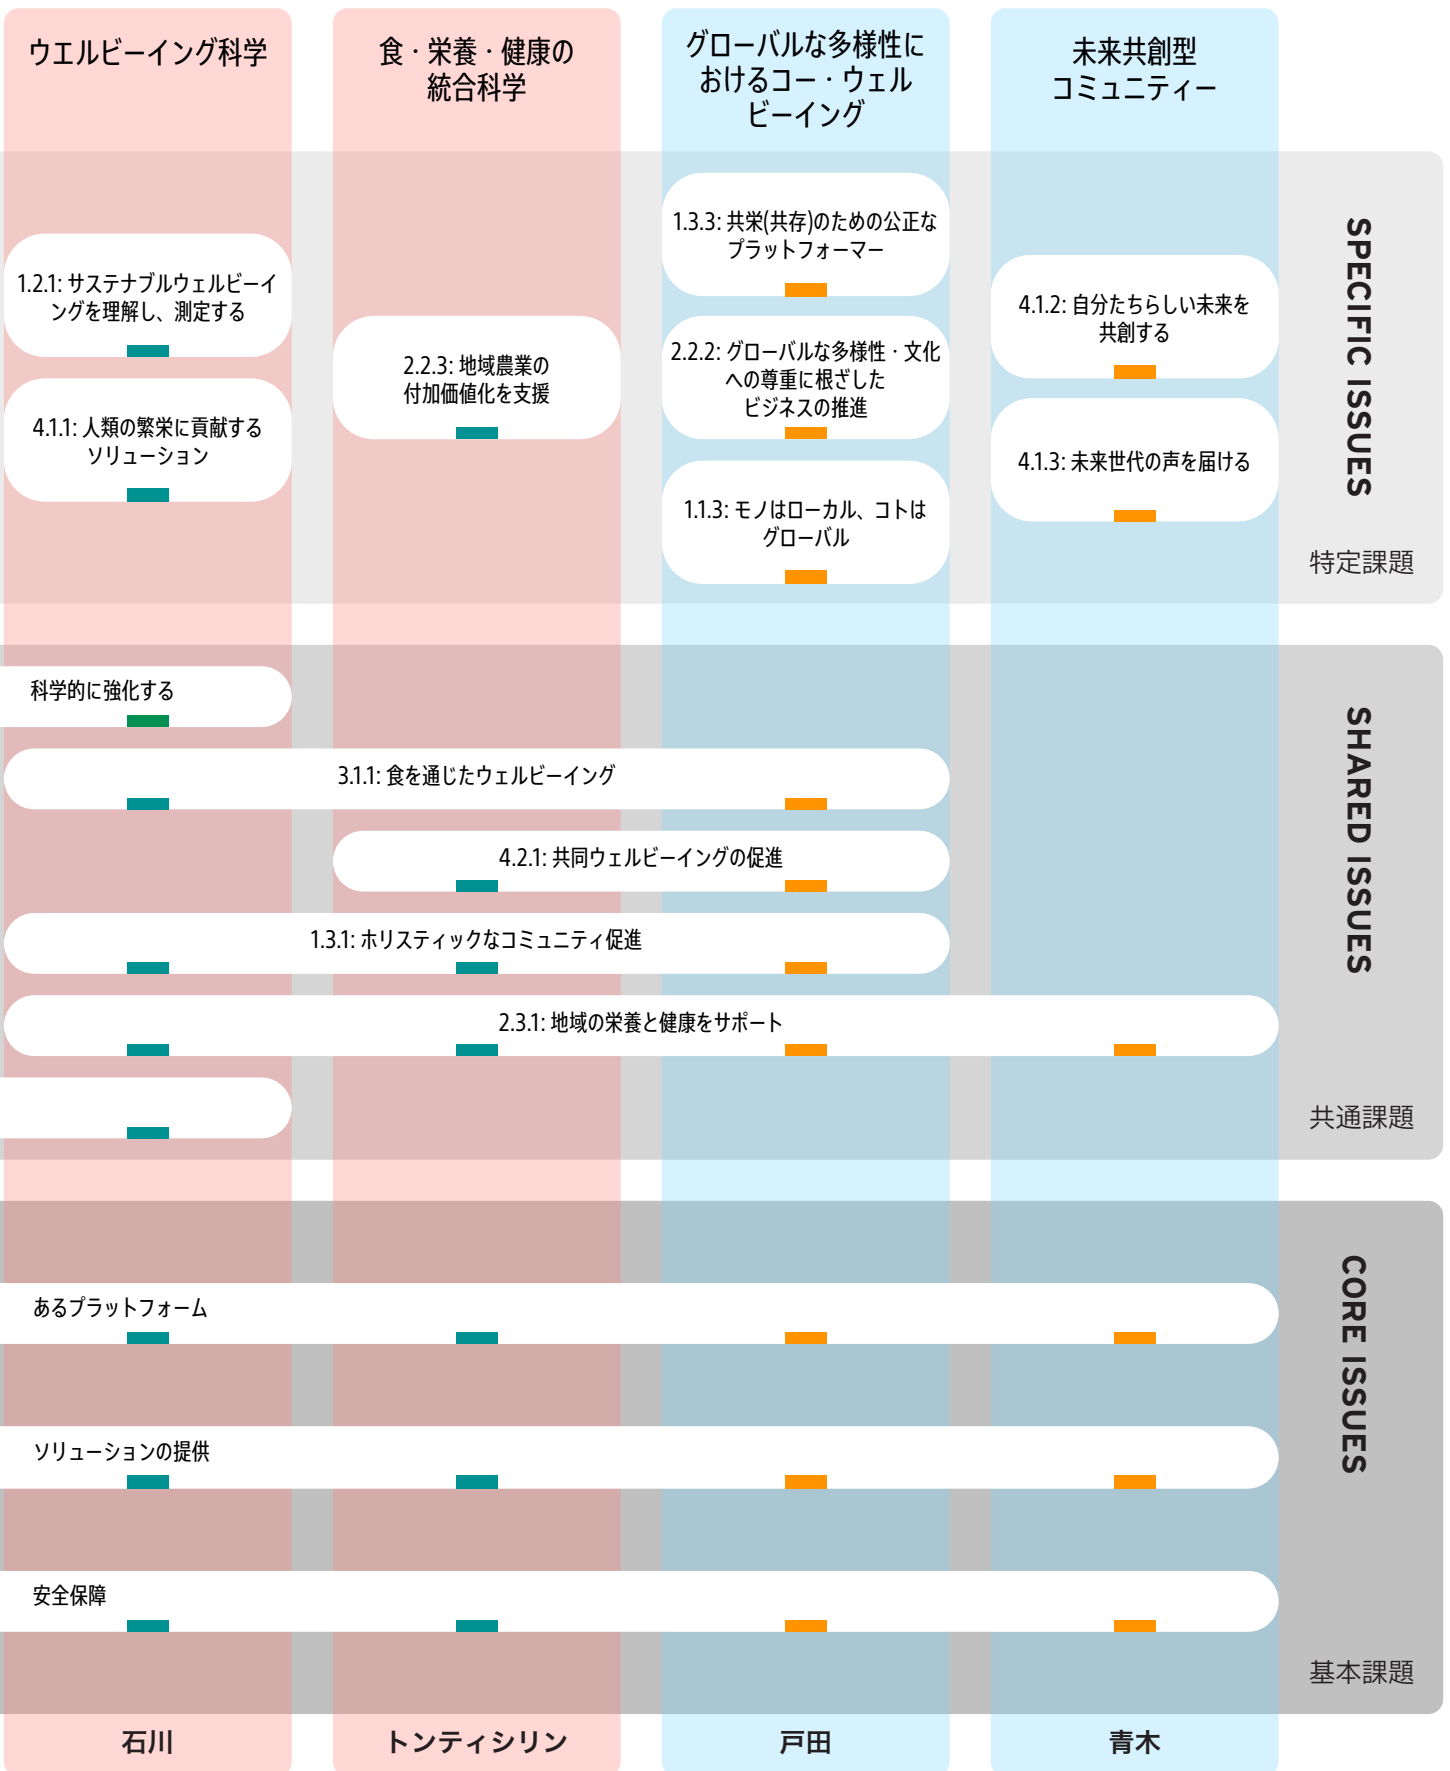 ウエルビーイング科学
食・栄養・健康の
統合科学
グローバルな多様性に
おけるコー・ウェル
ビーイング
未来共創型
コミュニティー
1.2.1: サステナブルウェルビーイ
ングを理解し、測定する
4.1.1: 人類の繁栄に貢献する
ソリューション
2.2.3: 地域農業の
付加価値化を支援
1.3.3: 共栄(共存)のための公正な
プラットフォーマー
2.2.2: グローバルな多様性・文化
への尊重に根ざした
ビジネスの推進
1.1.3: モノはローカル、コトは
グローバル
4.1.2: 自分たちらしい未来を
共創する
4.1.3: 未来世代の声を届ける
SPECIFIC ISSUES
特定課題
科学的に強化する
3.1.1: 食を通じたウェルビーイング
4.2.1: 共同ウェルビーイングの促進
1.3.1: ホリスティックなコミュニティ促進
2.3.1: 地域の栄養と健康をサポート
SHARED ISSUES
共通課題
あるプラットフォーム
ソリューションの提供
安全保障
CORE ISSUES
基本課題
石川
トンティシリン
戸田
青木